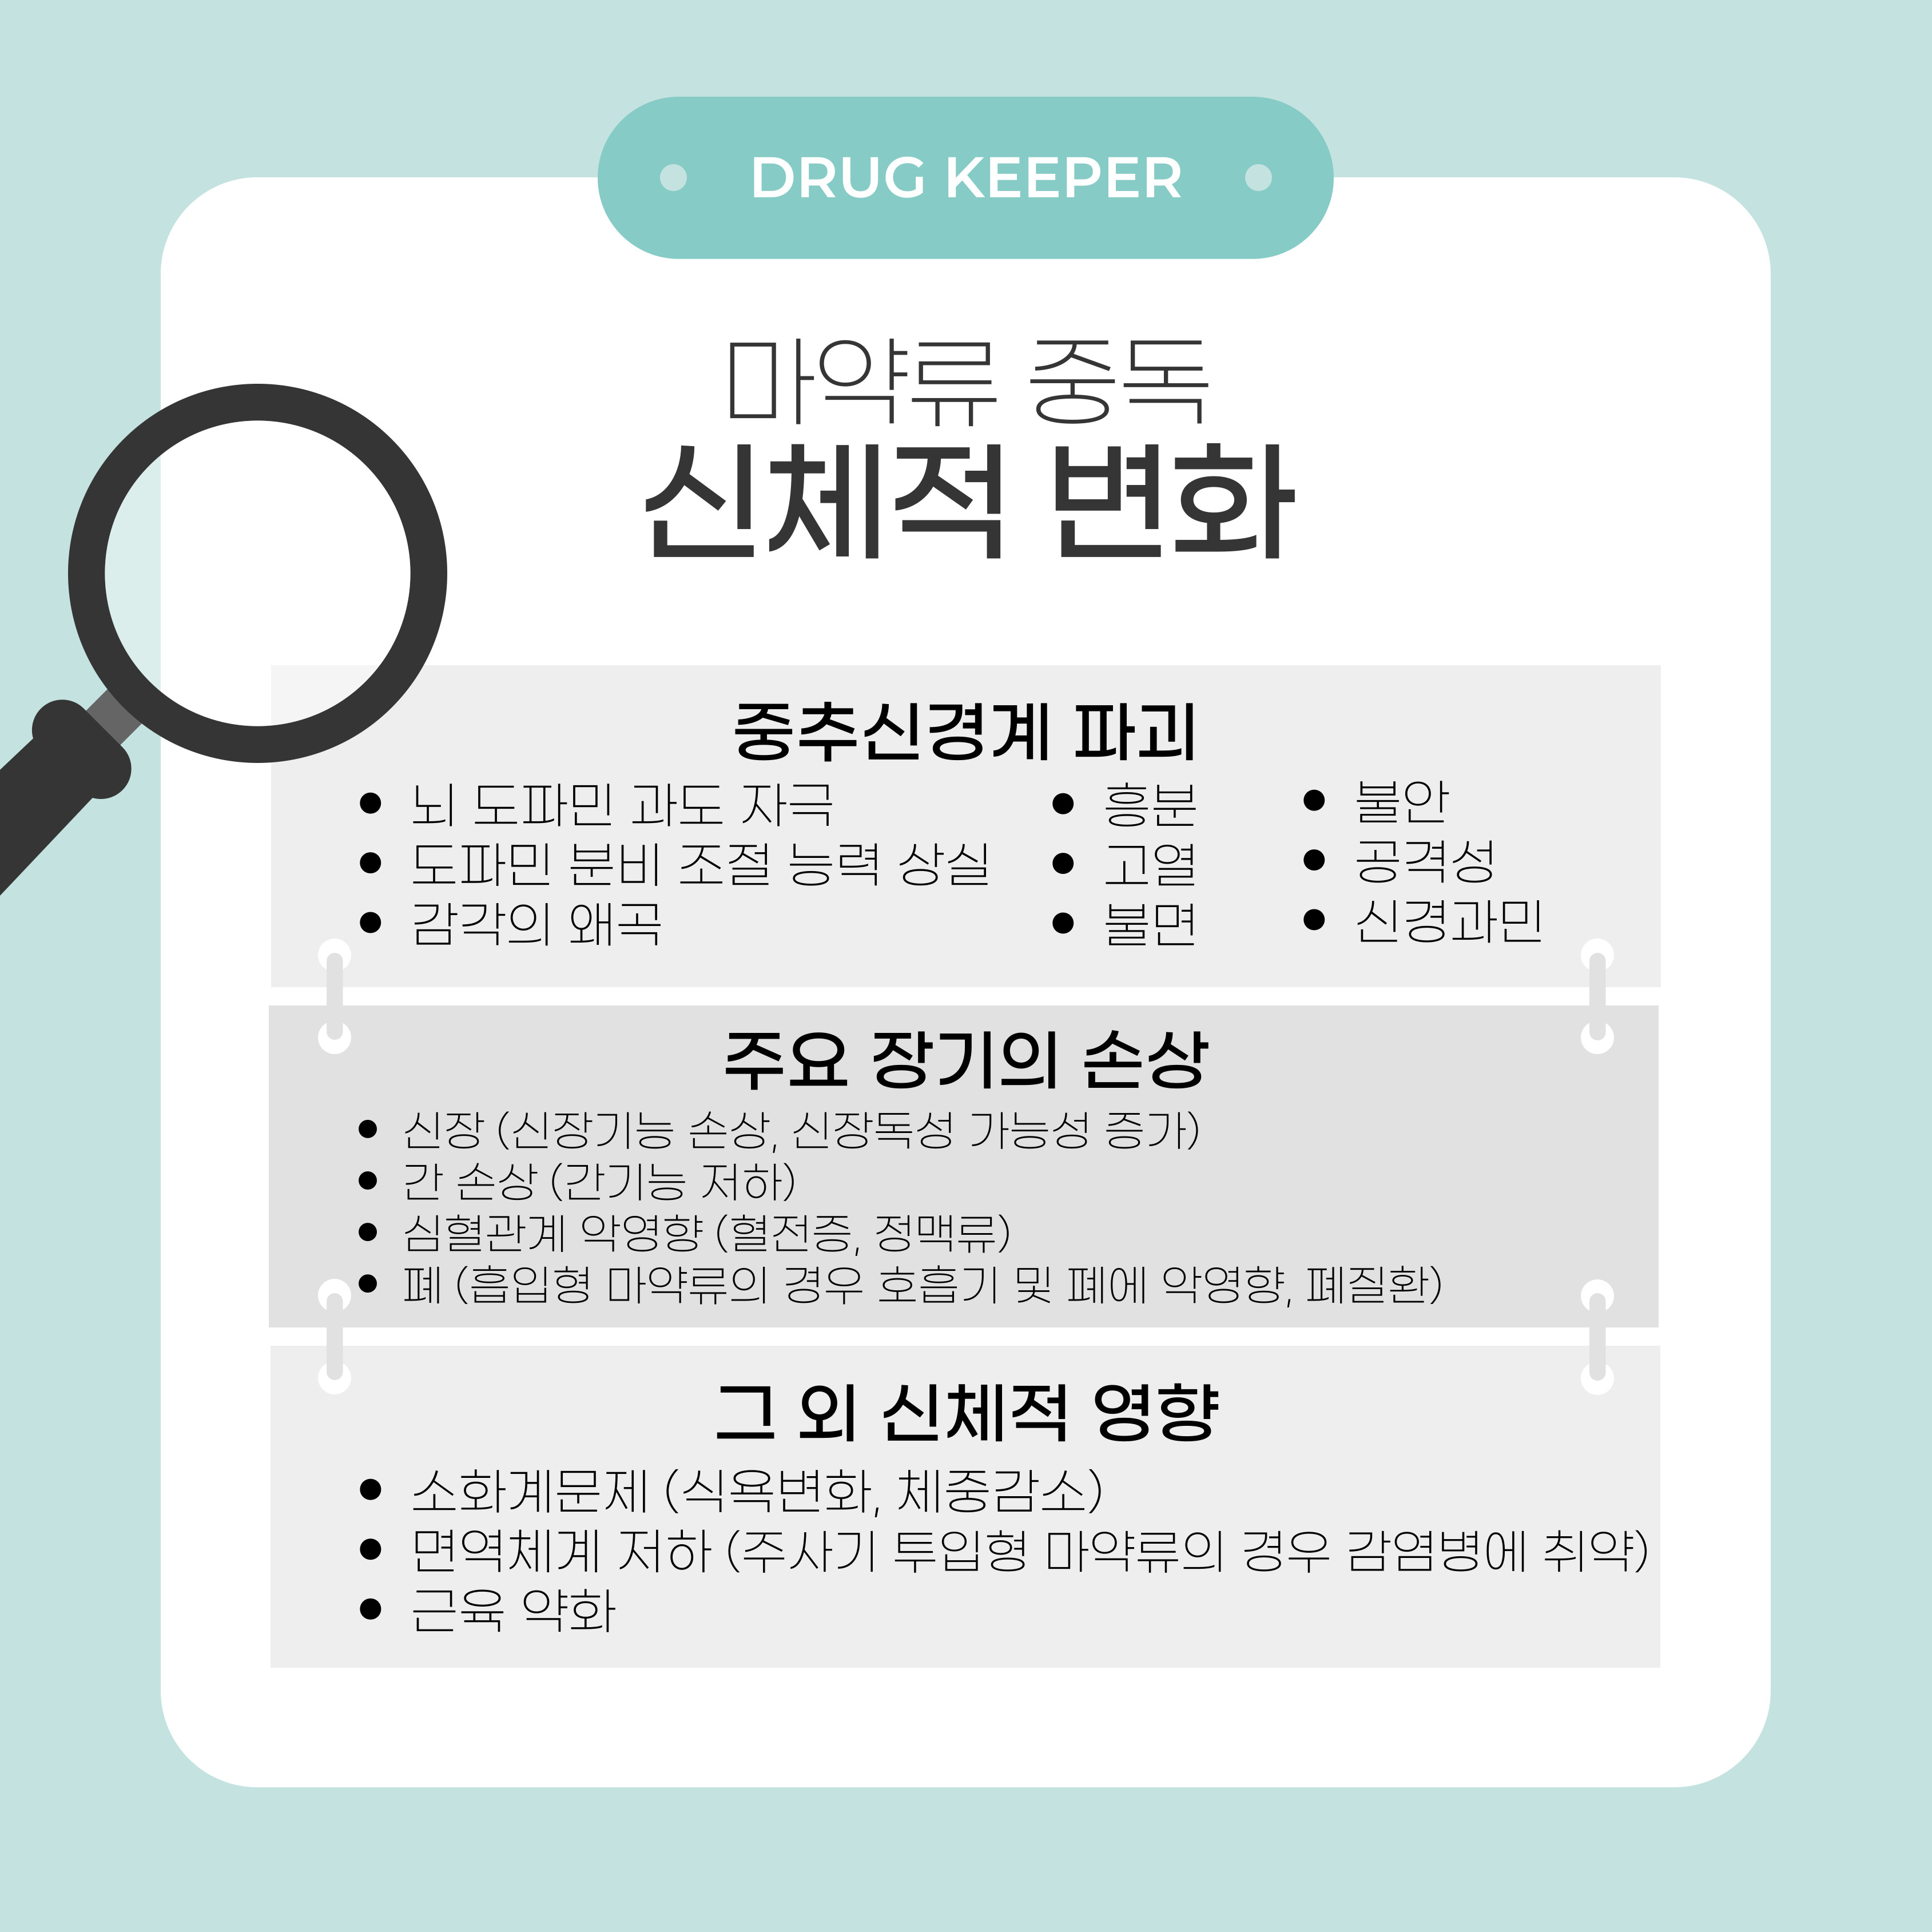 DRUG KEEPER
마약류 중독
신체적 변화
중추신경계 파괴
뇌 도파민 과도 자극
도파민 분비 조절 능력 상실
감각의 왜곡
흥분
고열
불면
불안
공격성
신경과민
주요 장기의 손상
신장 (신장기능 손상, 신장독성 가능성 증가)
간 손상 (간기능 저하)
심혈관계 악영향 (혈전증, 정맥류)
폐 (흡입형 마약류의 경우 호흡기 및 폐에 악영향, 폐질환)
그 외 신체적 영향
소화계문제 (식욕변화, 체중감소)
면역체계 저하 (주사기 투입형 마약류의 경우 감염병에 취약)
근육 약화